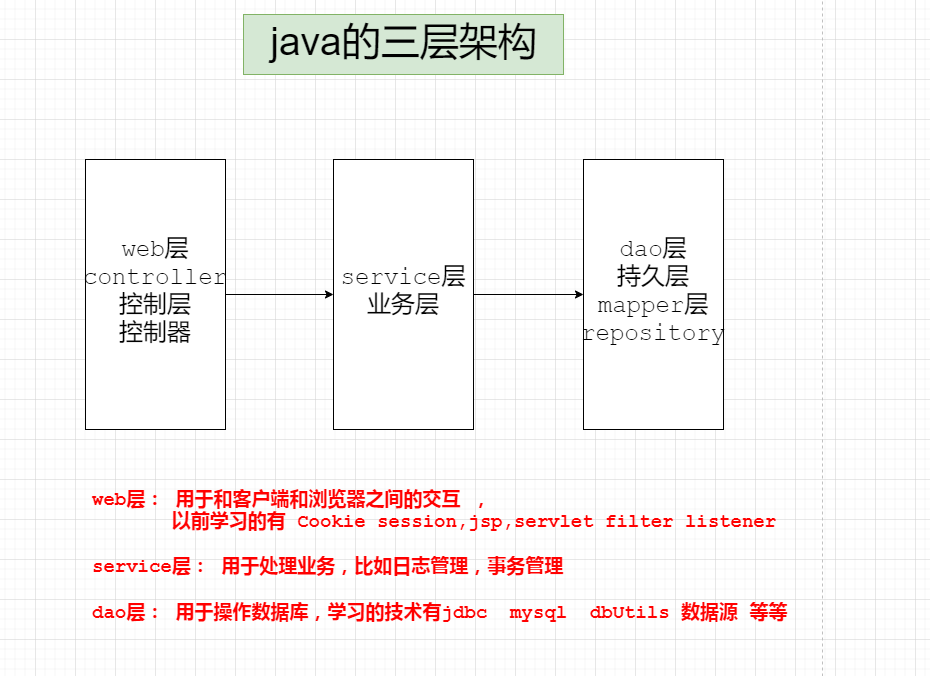 java的三层架构
web层
controller
控制层
控制器
service层
业务层
dao层
持久层
mapper层
repository
web层： 用于和客户端和浏览器之间的交互 ，
以前学习的有 Cookie session,jsp,servlet filter listener
service层： 用于处理业务，比如日志管理，事务管理
dao层： 用于操作数据库，学习的技术有jdbc mysql dbUtils 数据源 等等